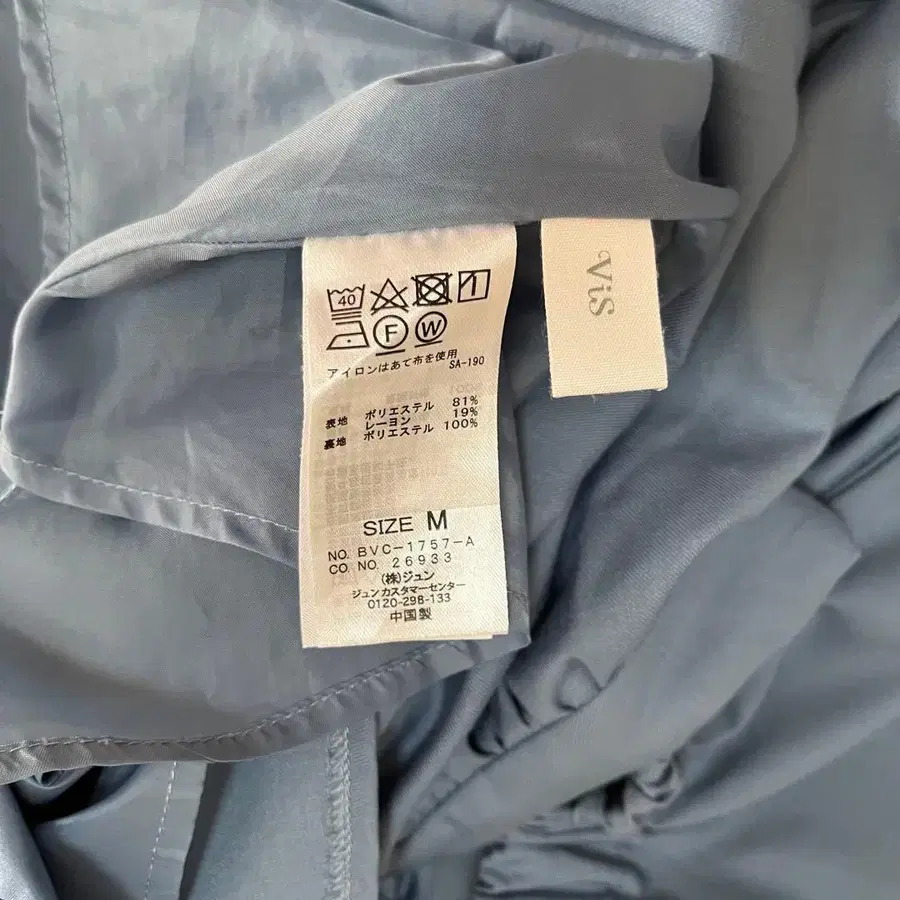 40
F W
アイロンはあて布を使用
SA-190
表地 ポリエステル 81%
レーヨン 19%
裏地 ポリエステル 100%
SIZE M
NO. BVC-1757-A
CO. NO. 26933
(株)ジュン
ジュンカスタマーセンター
0120-298-133
中国製
ViS